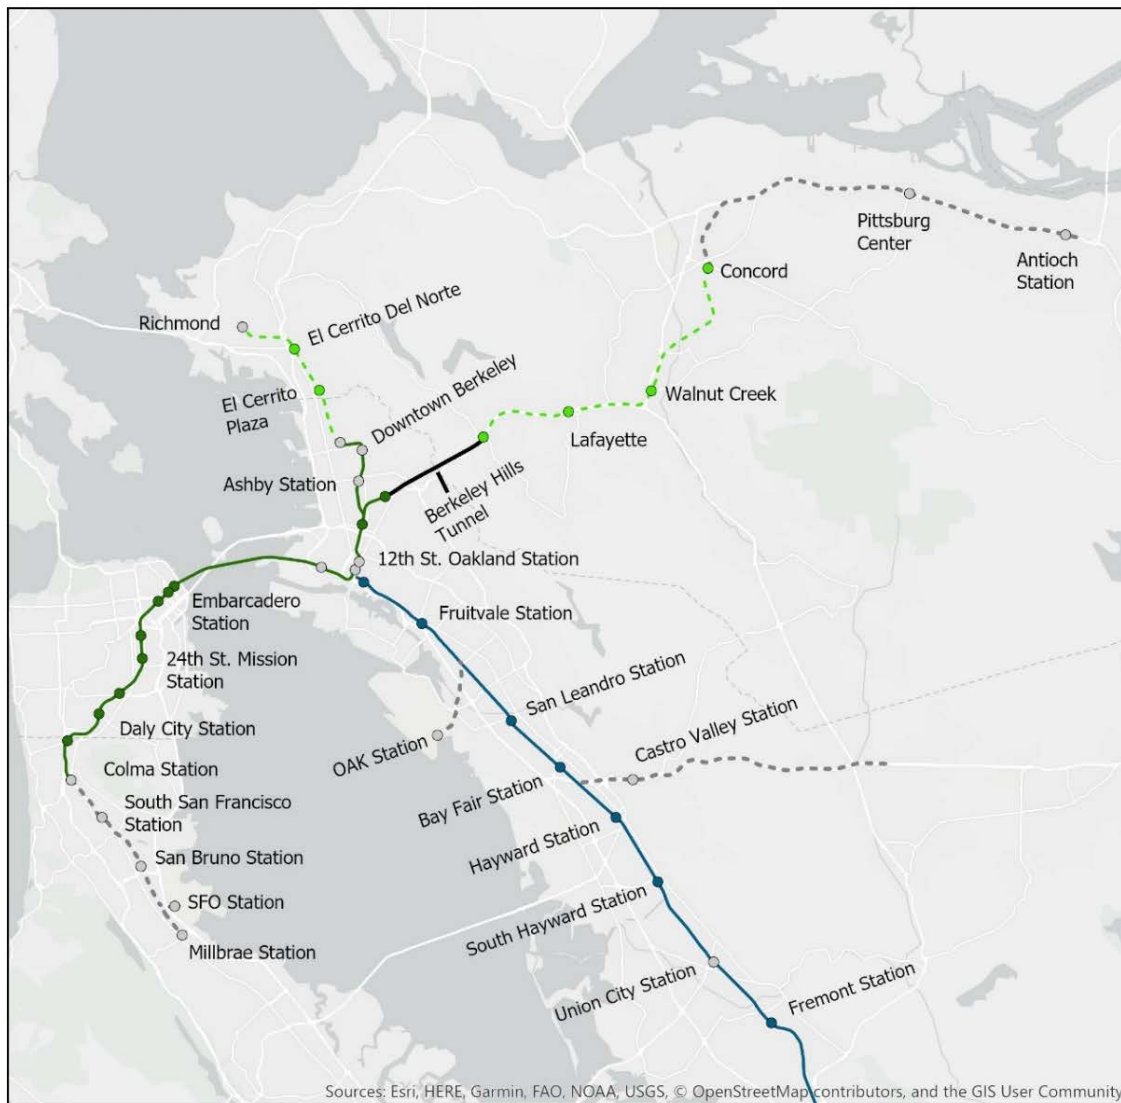 Pittsburg
Center
Antioch
Station
Concord
El Cerrito Del Norte
Richmond
Downtown Berkeley
El Cerrito
Plaza
Walnut Creek
Lafayette
Ashby Station
Berkeley Hills
Tunnel
12th St. Oakland Station
Embarcadero
Station
Fruitvale Station
24th St. Mission
Station
San Leandro Station
Daly City Station
Castro Valley Station
OAK Station
Colma Station
Bay Fair Station
South San Francisco
Station
Hayward Station
San Bruno Station
SFO Station
South Hayward Station
Millbrae Station
Union City Station
Fremont Station
Sources: Esri, HERE, Garmin, FAO, NOAA, USGS, © OpenStreetMap contributors, and the GIS User Community